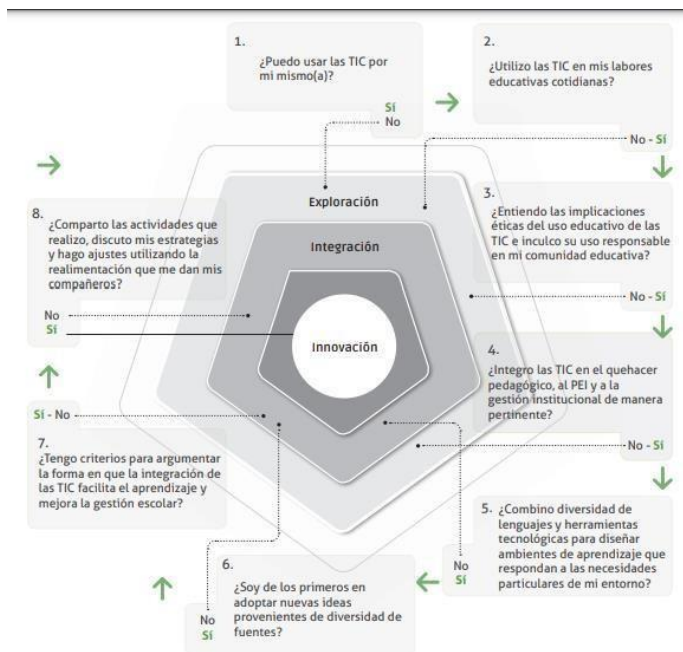 1.
¿Puedo usar las TIC por
mi mismo(a)?
Sí
No
2.
¿Utilizo las TIC en mis labores
educativas cotidianas?
No - Sí
3.
¿Entiendo las implicaciones
éticas del uso educativo de las
TIC e inculco su uso responsable
en mi comunidad educativa?
No - Sí
4.
¿Integro las TIC en el quehacer
pedagógico, al PEI y a la
gestión institucional de manera
pertinente?
No - Sí
5. ¿Combino diversidad de
lenguajes y herramientas
tecnológicas para diseñar
ambientes de aprendizaje que
respondan a las necesidades
particulares de mi entorno?
No
Sí
6.
¿Soy de los primeros en
adoptar nuevas ideas
provenientes de diversidad de
fuentes?
No
Sí
Sí - No
7.
¿Tengo criterios para argumentar
la forma en que la integración de
las TIC facilita el aprendizaje y
mejora la gestión escolar?
8.
¿Comparto las actividades que
realizo, discuto mis estrategias
y hago ajustes utilizando la
realimentación que me dan mis
compañeros?
No
Sí
Exploración
Integración
Innovación